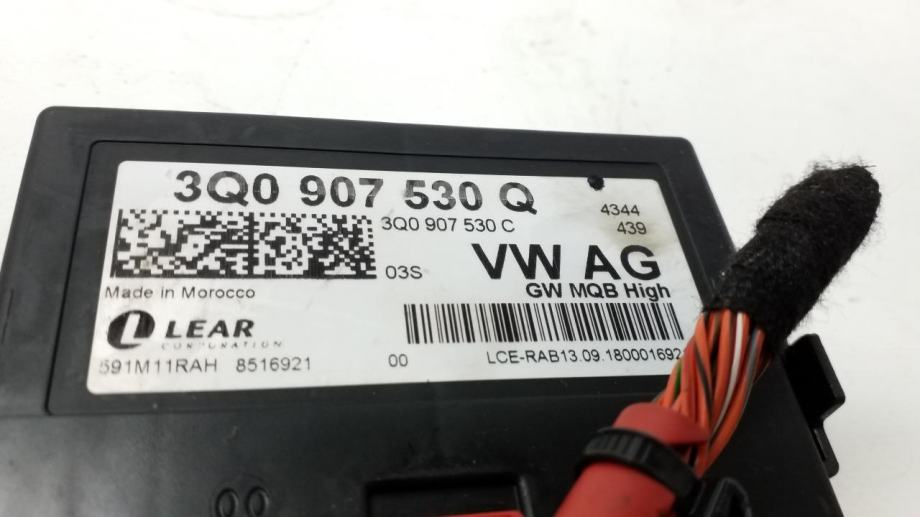 3Q0 907 530 Q
4344
3Q0 907 530 C
439
03S
VW AG
Made in Morocco
GW MQB High
LEAR
CORPORATION
591M11RAH 8516921
00
LCE-RAB13.09.1800016921